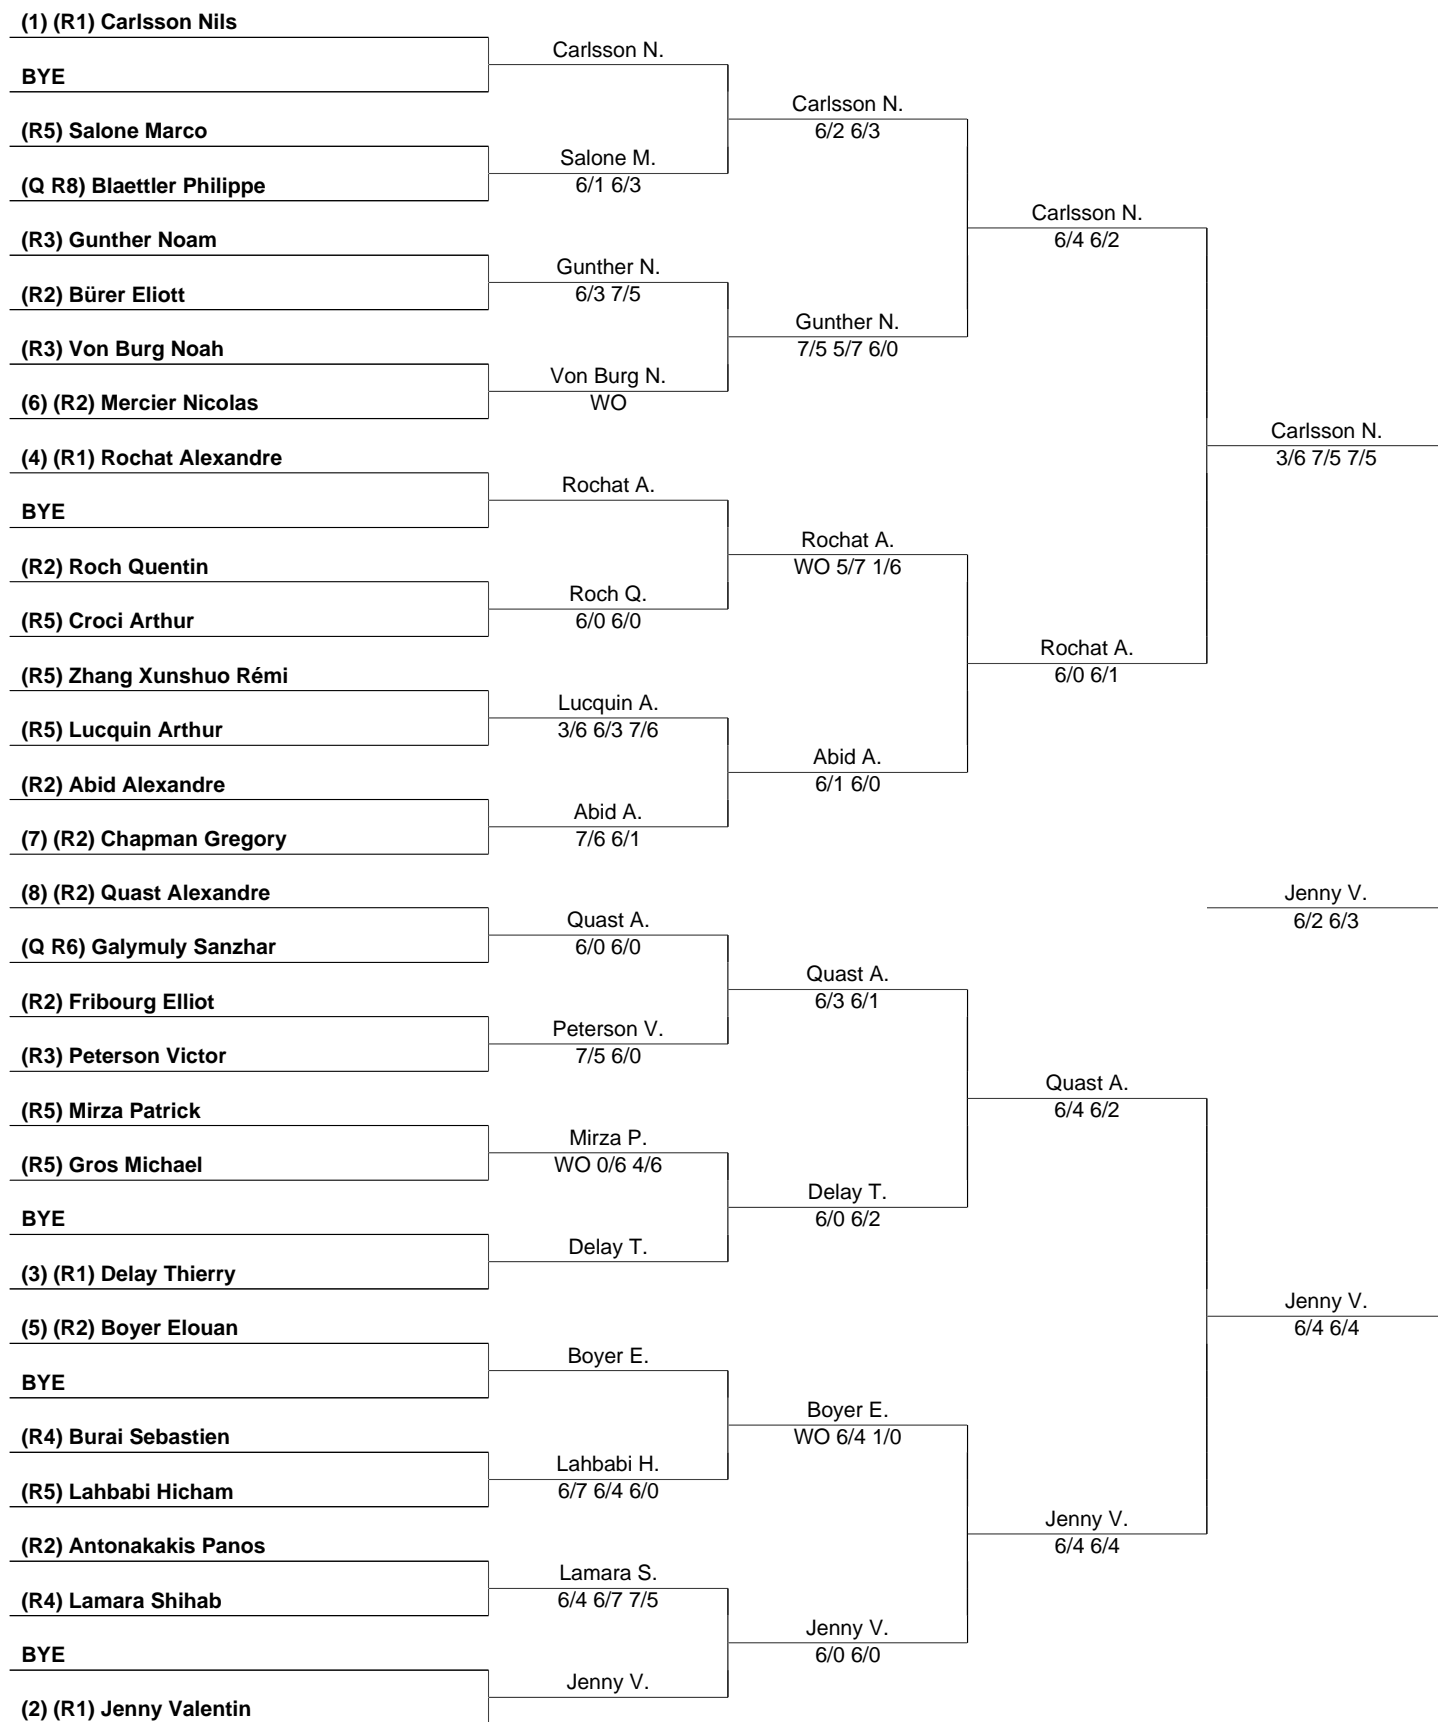 (1) (R1) Carlsson Nils
Carlsson N.
BYE
Carlsson N.
6/2 6/3
(R5) Salone Marco
Salone M.
6/1 6/3
(Q R8) Blaettler Philippe
Carlsson N.
6/4 6/2
(R3) Gunther Noam
Gunther N.
6/3 7/5
(R2) Bürer Eliott
Gunther N.
7/5 5/7 6/0
(R3) Von Burg Noah
Von Burg N.
WO
(6) (R2) Mercier Nicolas
Carlsson N.
3/6 7/5 7/5
(4) (R1) Rochat Alexandre
Rochat A.
BYE
Rochat A.
WO 5/7 1/6
(R2) Roch Quentin
Roch Q.
6/0 6/0
(R5) Croci Arthur
Rochat A.
6/0 6/1
(R5) Zhang Xunshuo Rémi
Lucquin A.
3/6 6/3 7/6
(R5) Lucquin Arthur
Abid A.
6/1 6/0
(R2) Abid Alexandre
Abid A.
7/6 6/1
(7) (R2) Chapman Gregory
(8) (R2) Quast Alexandre
Jenny V.
6/2 6/3
Quast A.
6/0 6/0
(Q R6) Galymuly Sanzhar
Quast A.
6/3 6/1
(R2) Fribourg Elliot
Peterson V.
7/5 6/0
(R3) Peterson Victor
Quast A.
6/4 6/2
(R5) Mirza Patrick
Mirza P.
WO 0/6 4/6
(R5) Gros Michael
Delay T.
6/0 6/2
BYE
Delay T.
(3) (R1) Delay Thierry
Jenny V.
6/4 6/4
(5) (R2) Boyer Elouan
Boyer E.
BYE
Boyer E.
WO 6/4 1/0
(R4) Burai Sebastien
Lahbabi H.
6/7 6/4 6/0
(R5) Lahbabi Hicham
Jenny V.
6/4 6/4
(R2) Antonakakis Panos
Lamara S.
6/4 6/7 7/5
(R4) Lamara Shihab
Jenny V.
6/0 6/0
BYE
Jenny V.
(2) (R1) Jenny Valentin